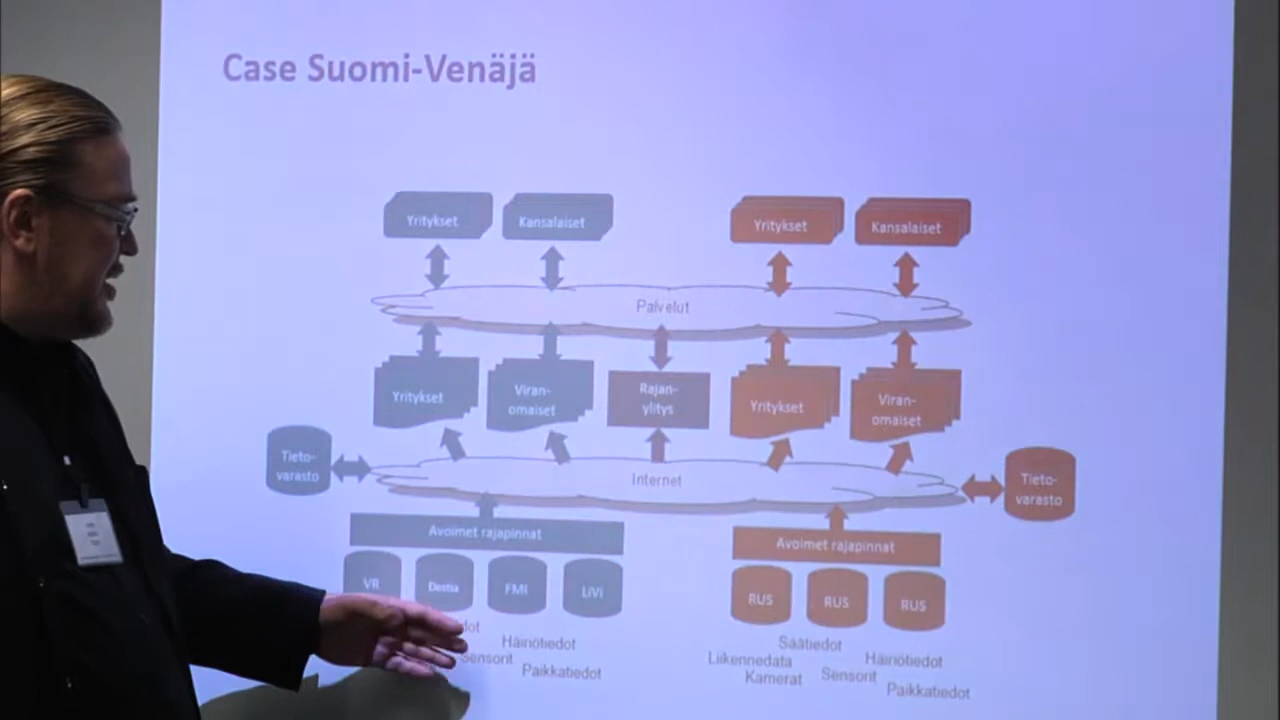 Case Suomi-Venäjä
Yritykset
Kansalaiset
Yritykset
Kansalaiset
Palvelut
Yritykset
Viran-
omaiset
Rajan-
ylitys
Yritykset
Viran-
omaiset
Tieto-
varasto
Internet
Tieto-
varasto
Avoimet rajapinnat
Avoimet rajapinnat
VR
Destia
FMI
LiVi
RUS
RUS
RUS
Häiriötiedot
Sensorit
Paikkatiedot
Säätiedot
Liikennedata
Häiriötiedot
Kamerat
Sensorit
Paikkatiedot